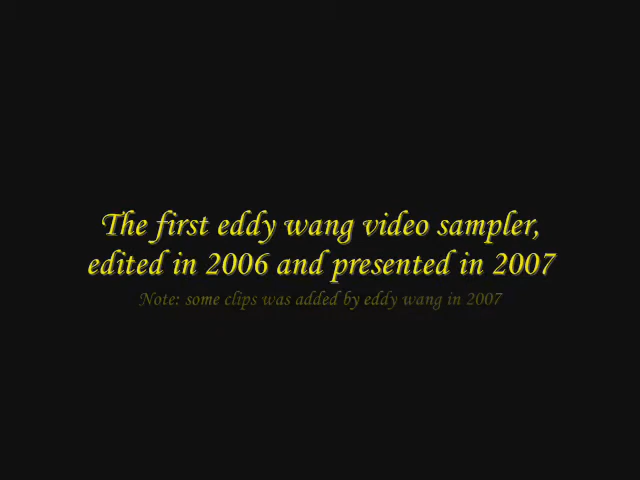 The first eddy wang video sampler,
edited in 2006 and presented in 2007
Note: some clips was added by eddy wang in 2007